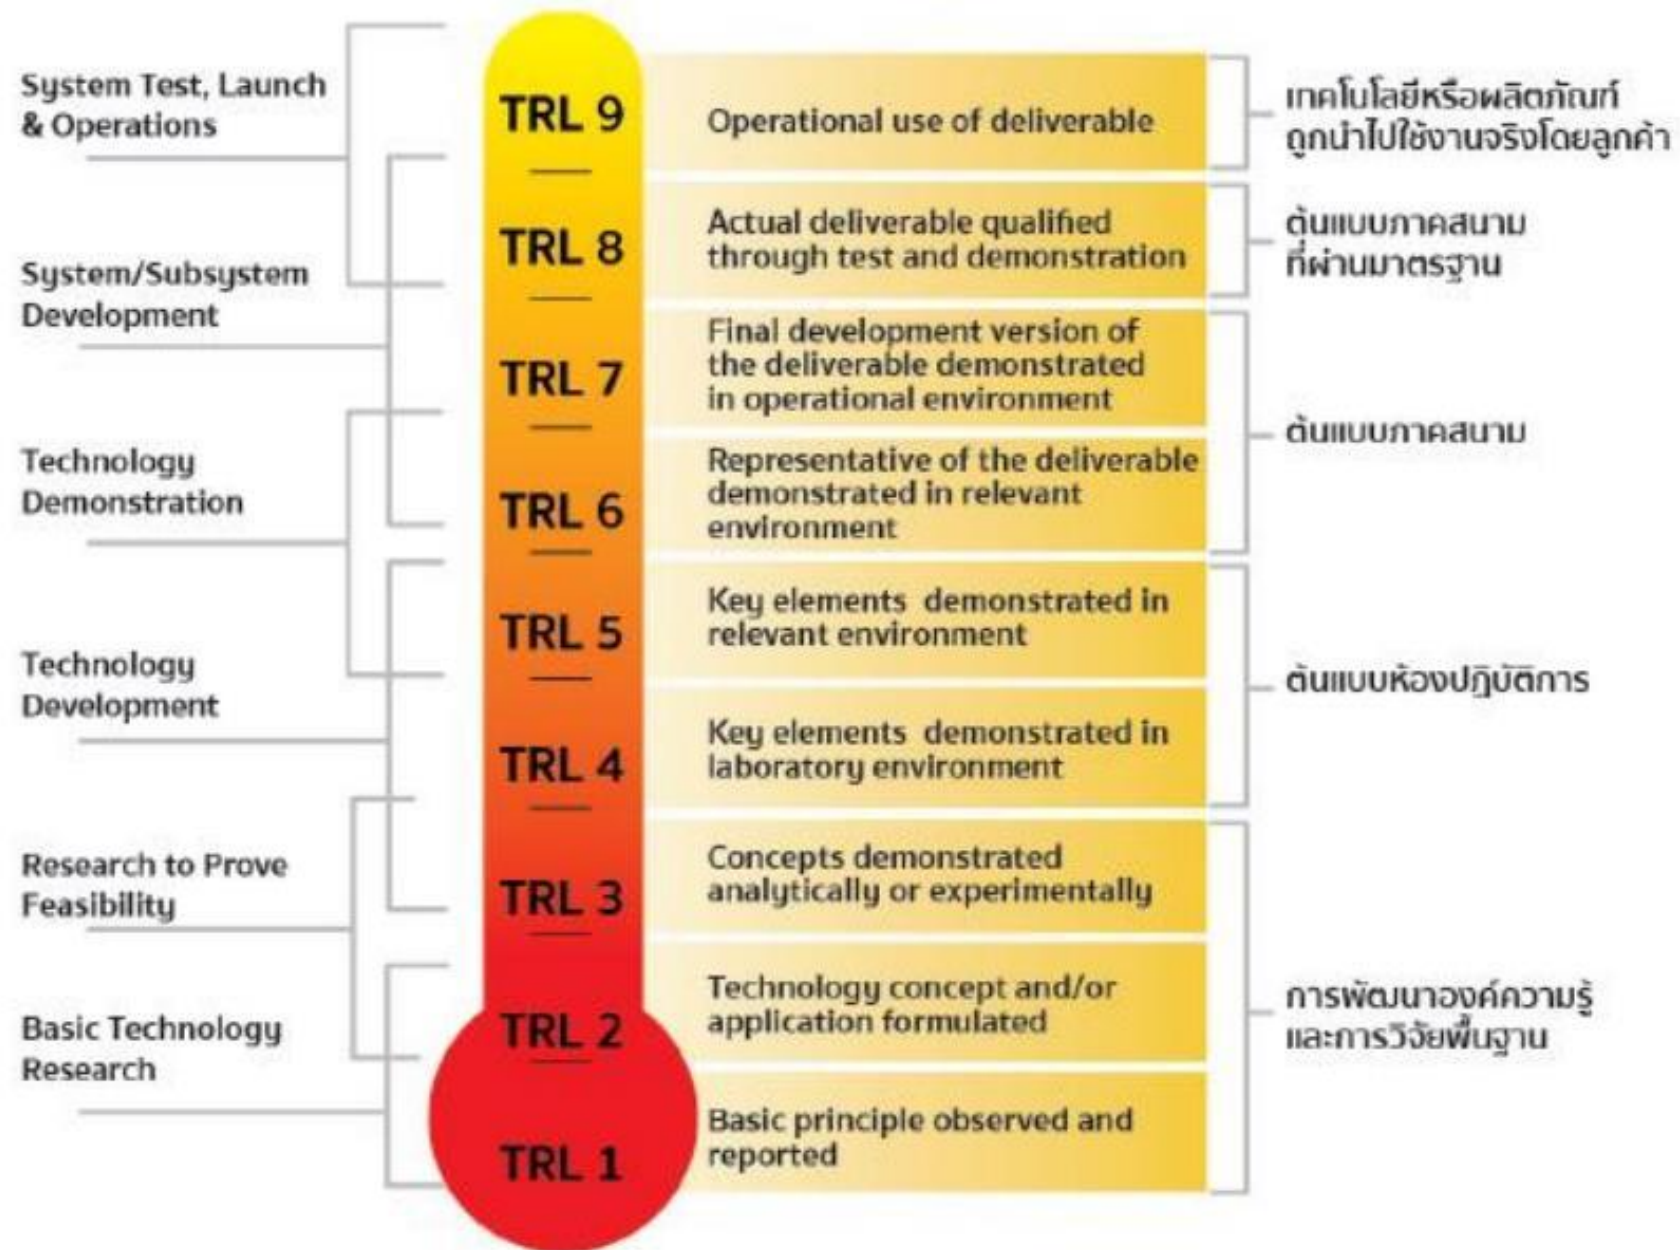 System Test, Launch
& Operations
System/Subsystem
Development
Technology
Demonstration
Technology
Development
Research to Prove
Feasibility
Basic Technology
Research
TRL 9
TRL 8
TRL 7
TRL 6
TRL 5
TRL 4
TRL 3
TRL 2
TRL 1
Operational use of deliverable
Actual deliverable qualified
through test and demonstration
Final development version of
the deliverable demonstrated
in operational environment
Representative of the deliverable
demonstrated in relevant
environment
Key elements demonstrated in
relevant environment
Key elements demonstrated in
laboratory environment
Concepts demonstrated
analytically or experimentally
Technology concept and/or
application formulated
Basic principle observed and
reported
เทคโนโลยีหรือผลิตภัณฑ์
ถูกนำไปใช้งานจริงโดยลูกค้า
ต้นแบบภาคสนาม
ที่ผ่านมาตรฐาน
ต้นแบบภาคสนาม
ต้นแบบห้องปฏิบัติการ
การพัฒนาองค์ความรู้
และการวิจัยพื้นฐาน